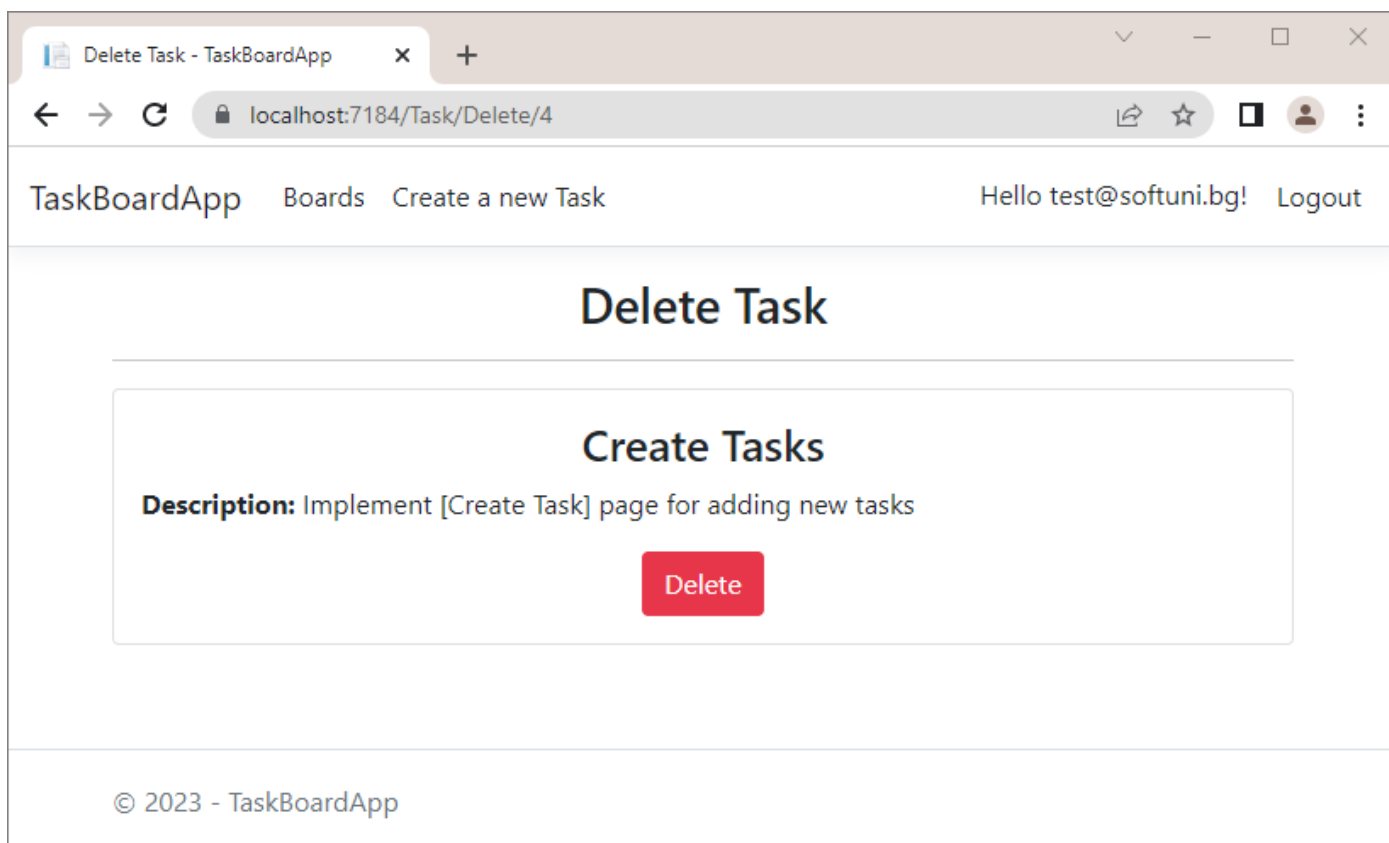 Delete Task - TaskBoardApp
localhost:7184/Task/Delete/4
TaskBoardApp Boards Create a new Task Hello test@softuni.bg! Logout
Delete Task
Create Tasks
Description: Implement [Create Task] page for adding new tasks
Delete
© 2023 - TaskBoardApp